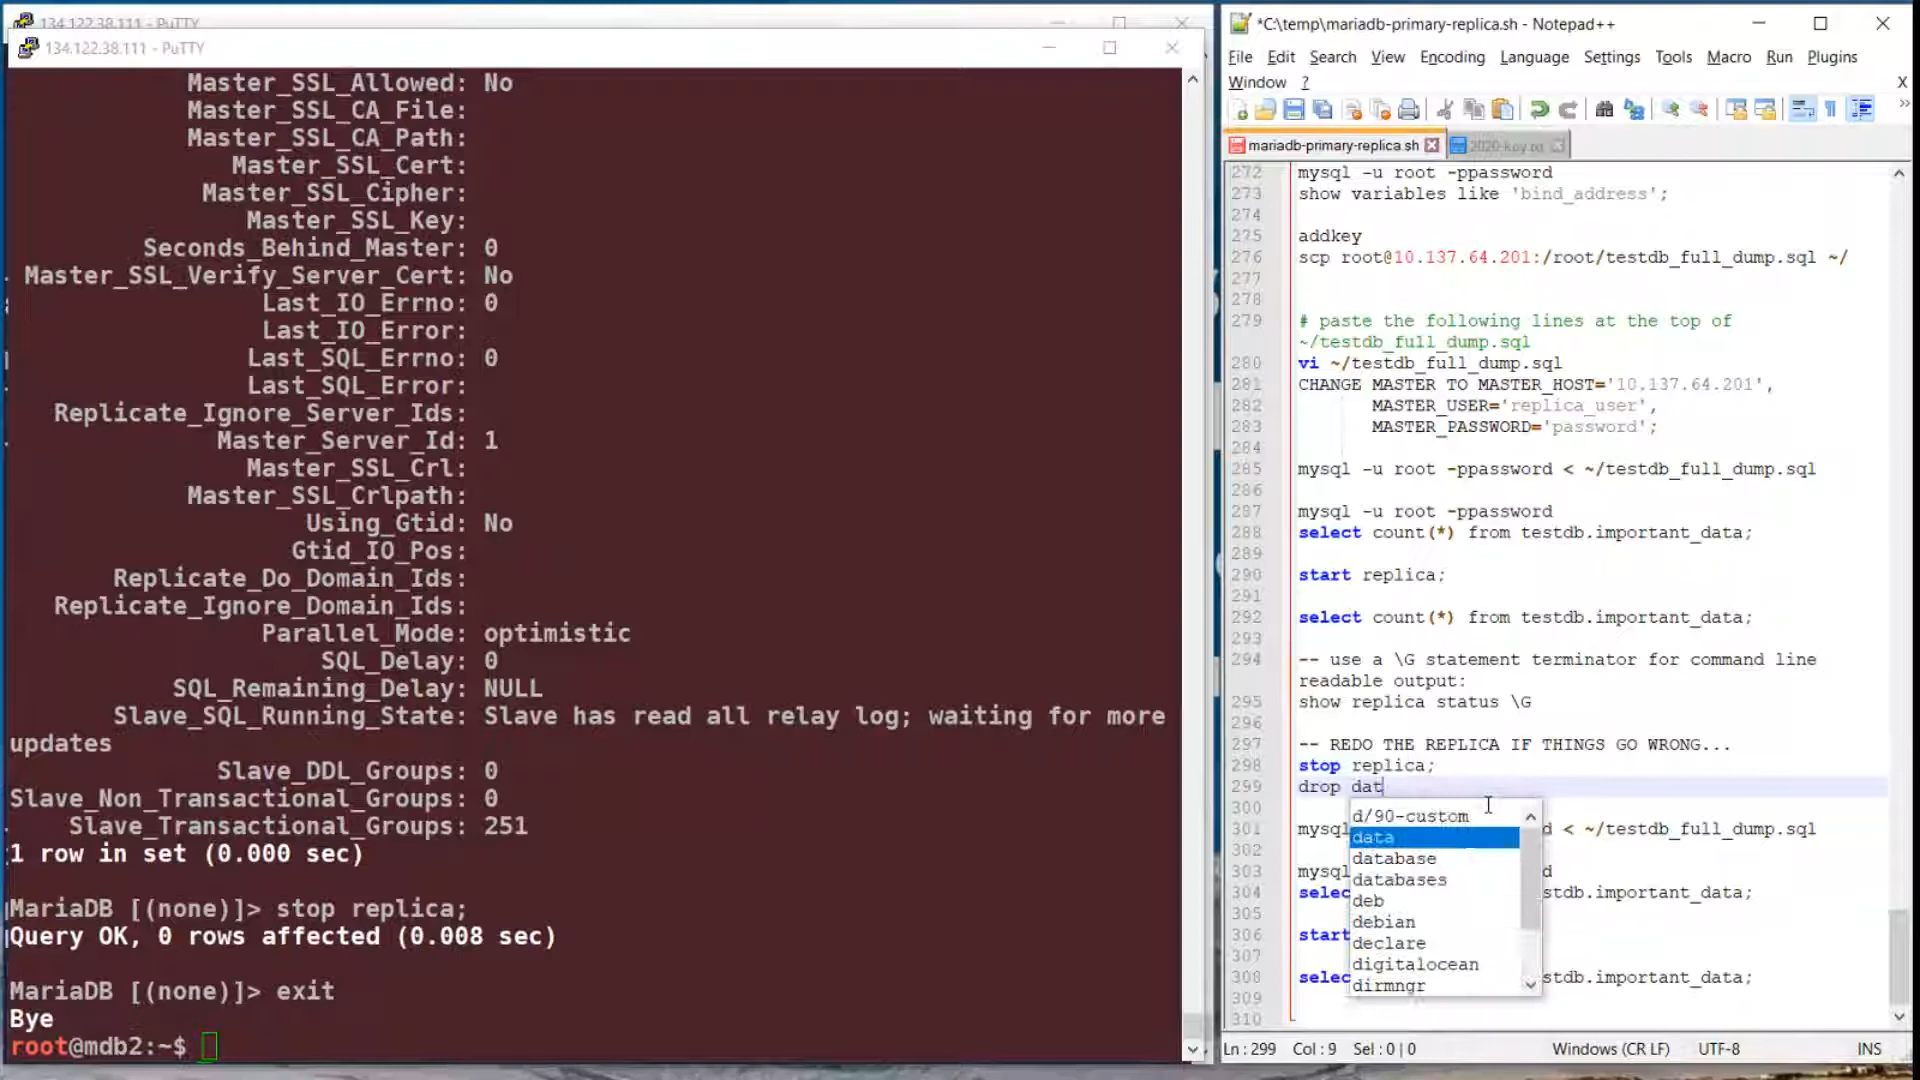 134.122.38.111 - PuTTY
134.122.38.111 - PuTTY
Master_SSL_Allowed: No
Master_SSL_CA_File:
Master_SSL_CA_Path:
Master_SSL_Cert:
Master_SSL_Cipher:
Master_SSL_Key:
Seconds_Behind_Master: 0
Master_SSL_Verify_Server_Cert: No
Last_IO_Errno: 0
Last_IO_Error:
Last_SQL_Errno: 0
Last_SQL_Error:
Replicate_Ignore_Server_Ids:
Master_Server_Id: 1
Master_SSL_Crl:
Master_SSL_Crlpath:
Using_Gtid: No
Gtid_IO_Pos:
Replicate_Do_Domain_Ids:
Replicate_Ignore_Domain_Ids:
Parallel_Mode: optimistic
SQL_Delay: 0
SQL_Remaining_Delay: NULL
Slave_SQL_Running_State: Slave has read all relay log; waiting for more
updates
Slave_DDL_Groups: 0
Slave_Non_Transactional_Groups: 0
Slave_Transactional_Groups: 251
1 row in set (0.000 sec)
MariaDB [(none)]> stop replica;
Query OK, 0 rows affected (0.008 sec)
MariaDB [(none)]> exit
Bye
root@mdb2:~$
*C:\temp\mariadb-primary-replica.sh - Notepad++
File Edit Search View Encoding Language Settings Tools Macro Run Plugins
Window ? X
mariadb-primary-replica.sh 2020-key.txt
272 mysql -u root -ppassword
273 show variables like 'bind_address';
274
275 addkey
276 scp root@10.137.64.201:/root/testdb_full_dump.sql ~/
277
278
279 # paste the following lines at the top of
~/testdb_full_dump.sql
280 vi ~/testdb_full_dump.sql
281 CHANGE MASTER TO MASTER_HOST='10.137.64.201',
282 MASTER_USER='replica_user',
283 MASTER_PASSWORD='password';
284
285 mysql -u root -ppassword < ~/testdb_full_dump.sql
286
287 mysql -u root -ppassword
288 select count(*) from testdb.important_data;
289
290 start replica;
291
292 select count(*) from testdb.important_data;
293
294 -- use a \G statement terminator for command line
readable output:
295 show replica status \G
296
297 -- REDO THE REPLICA IF THINGS GO WRONG...
298 stop replica;
299 drop dat
300
301 mysql d < ~/testdb_full_dump.sql
302
303 mysql d
304 selec stdb.important_data;
305
306 start
307
308 selec stdb.important_data;
309
310
d/90-custom
data
database
databases
deb
debian
declare
digitalocean
dirmngr
Ln : 299 Col : 9 Sel : 0 | 0 Windows (CR LF) UTF-8 INS